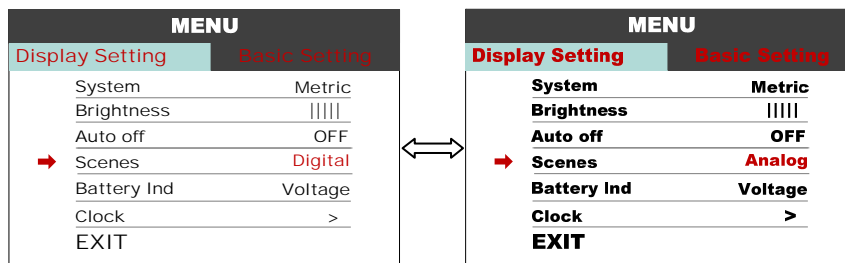 MENU
Display Setting Basic Setting
System Metric
Brightness |||||
Auto off OFF
Scenes Digital
Battery Ind Voltage
Clock >
EXIT
MENU
Display Setting Basic Setting
System Metric
Brightness |||||
Auto off OFF
Scenes Analog
Battery Ind Voltage
Clock >
EXIT